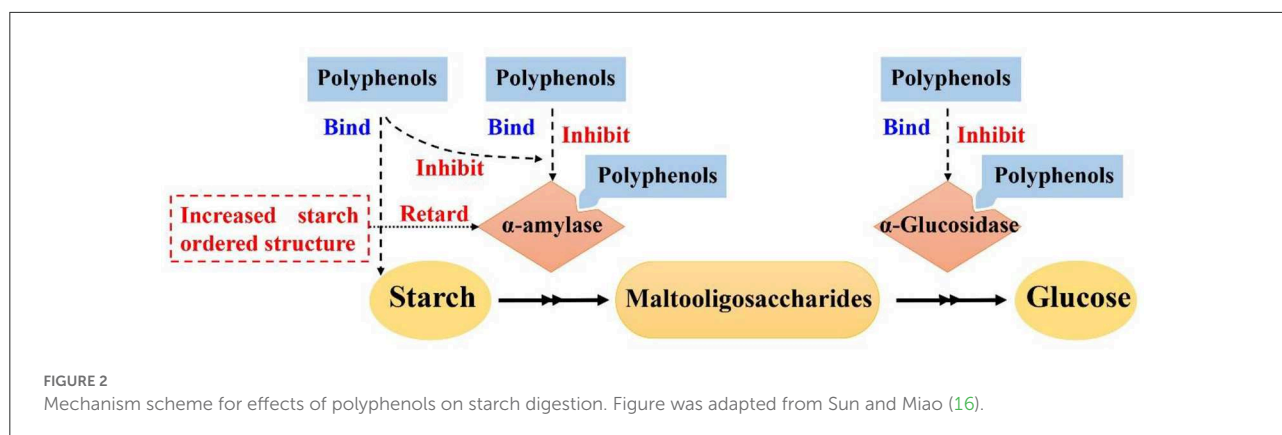 Polyphenols Polyphenols Polyphenols
Bind Bind Inhibit Bind Inhibit
Inhibit Polyphenols Polyphenols
Increased starch
ordered structure
Retard α-amylase α-Glucosidase
Starch Maltooligosaccharides Glucose
FIGURE 2
Mechanism scheme for effects of polyphenols on starch digestion. Figure was adapted from Sun and Miao (16).